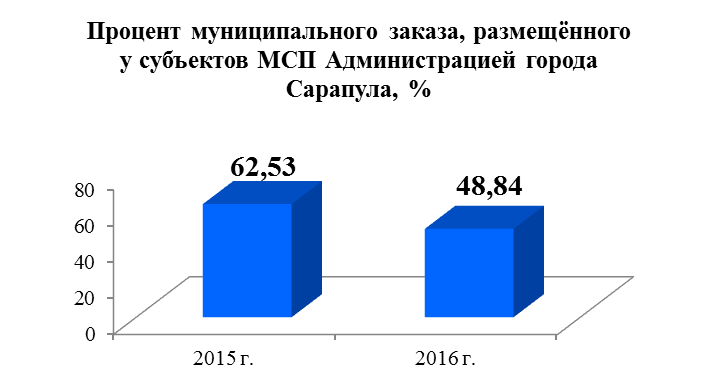 Процент муниципального заказа, размещённого
у субъектов МСП Администрацией города
Сарапула, %
62,53
48,84
80
60
40
20
0
2015 г.
2016 г.